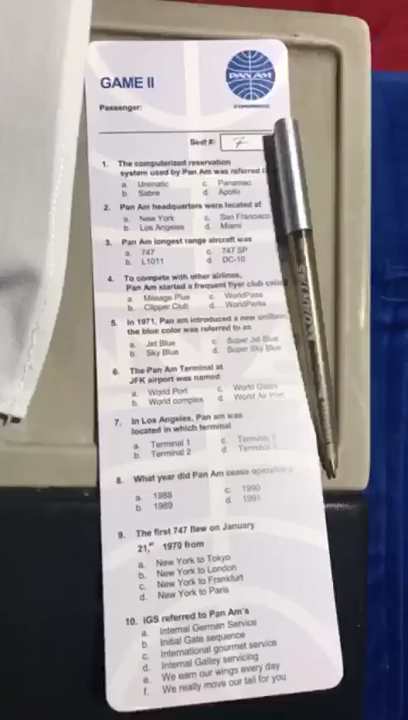 GAME II
PAN AM
Passenger:
Seat #: 7
1. The computerized reservation
system used by Pan Am was referred
a. Unimatic c. Panamac
b. Sabre d. Apollo
2. Pan Am headquarters were located at
a. New York c. San Francisco
b. Los Angeles d. Miami
3. Pan Am longest range aircraft was
a. 747 c. 747 SP
b. L1011 d. DC-10
4. To compete with other airlines,
Pan Am started a frequent flyer club
a. Mileage Plus c. WorldPass
b. Clipper Club d. WorldPerks
5. In 1971, Pan am introduced a new uniform,
the blue color was referred to as
a. Jet Blue c. Super Jet Blue
b. Sky Blue d. Super Sky Blue
6. The Pan Am Terminal at
JFK airport was named
a. World Port c. World Gates
b. World complex d. World Air Port
7. In Los Angeles, Pan am was
located in which terminal
a. Terminal 1 c. Terminal
b. Terminal 2 d. Terminal
8. What year did Pan Am cease operations
a. 1988 c. 1990
b. 1989 d. 1991
9. The first 747 flew on January
21,st 1970 from
a. New York to Tokyo
b. New York to London
c. New York to Frankfurt
d. New York to Paris
10. IGS referred to Pan Am's
a. Internal German Service
b. Initial Gate sequence
c. International gourmet service
d. Internal Galley servicing
e. We earn our wings every day
f. We really move our tail for you